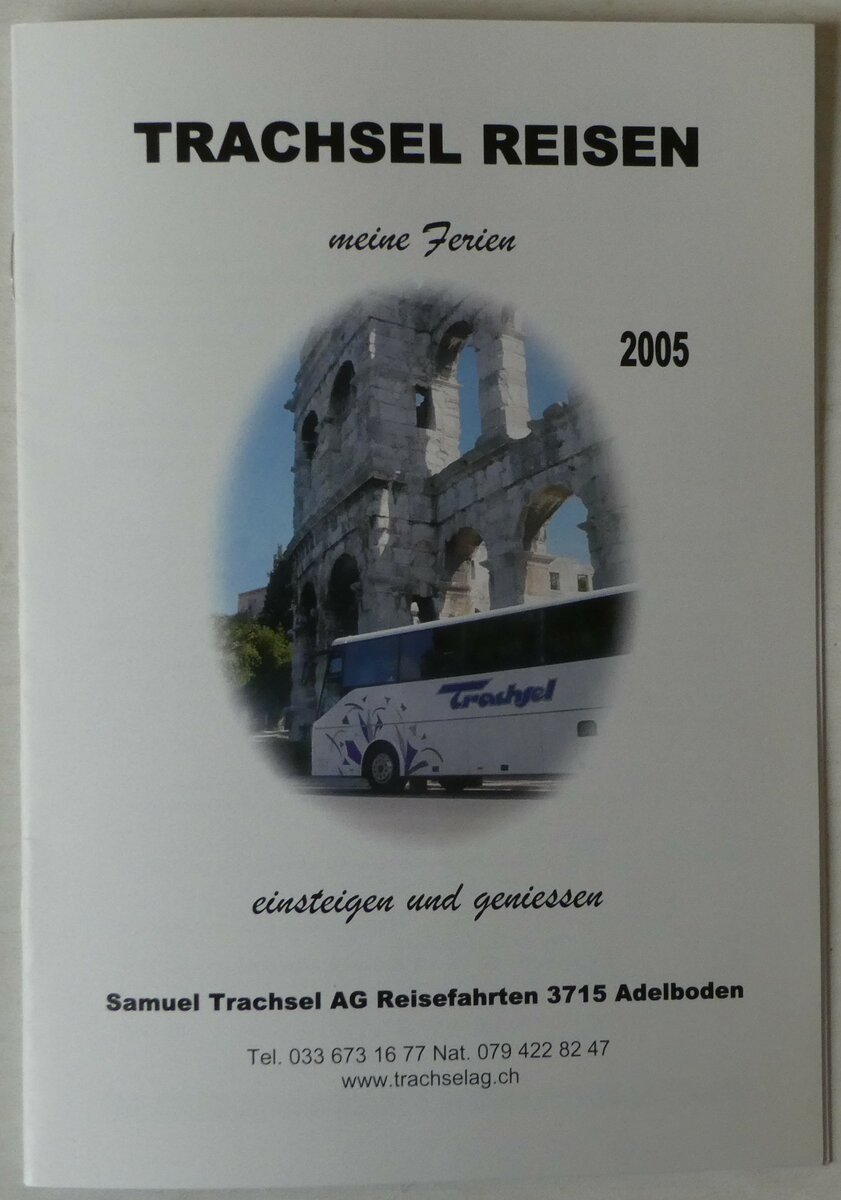 TRACHSEL REISEN
meine Ferien
2005
Trachsel
einsteigen und geniessen
Samuel Trachsel AG Reisefahrten 3715 Adelboden
Tel. 033 673 16 77 Nat. 079 422 82 47
www.trachselag.ch